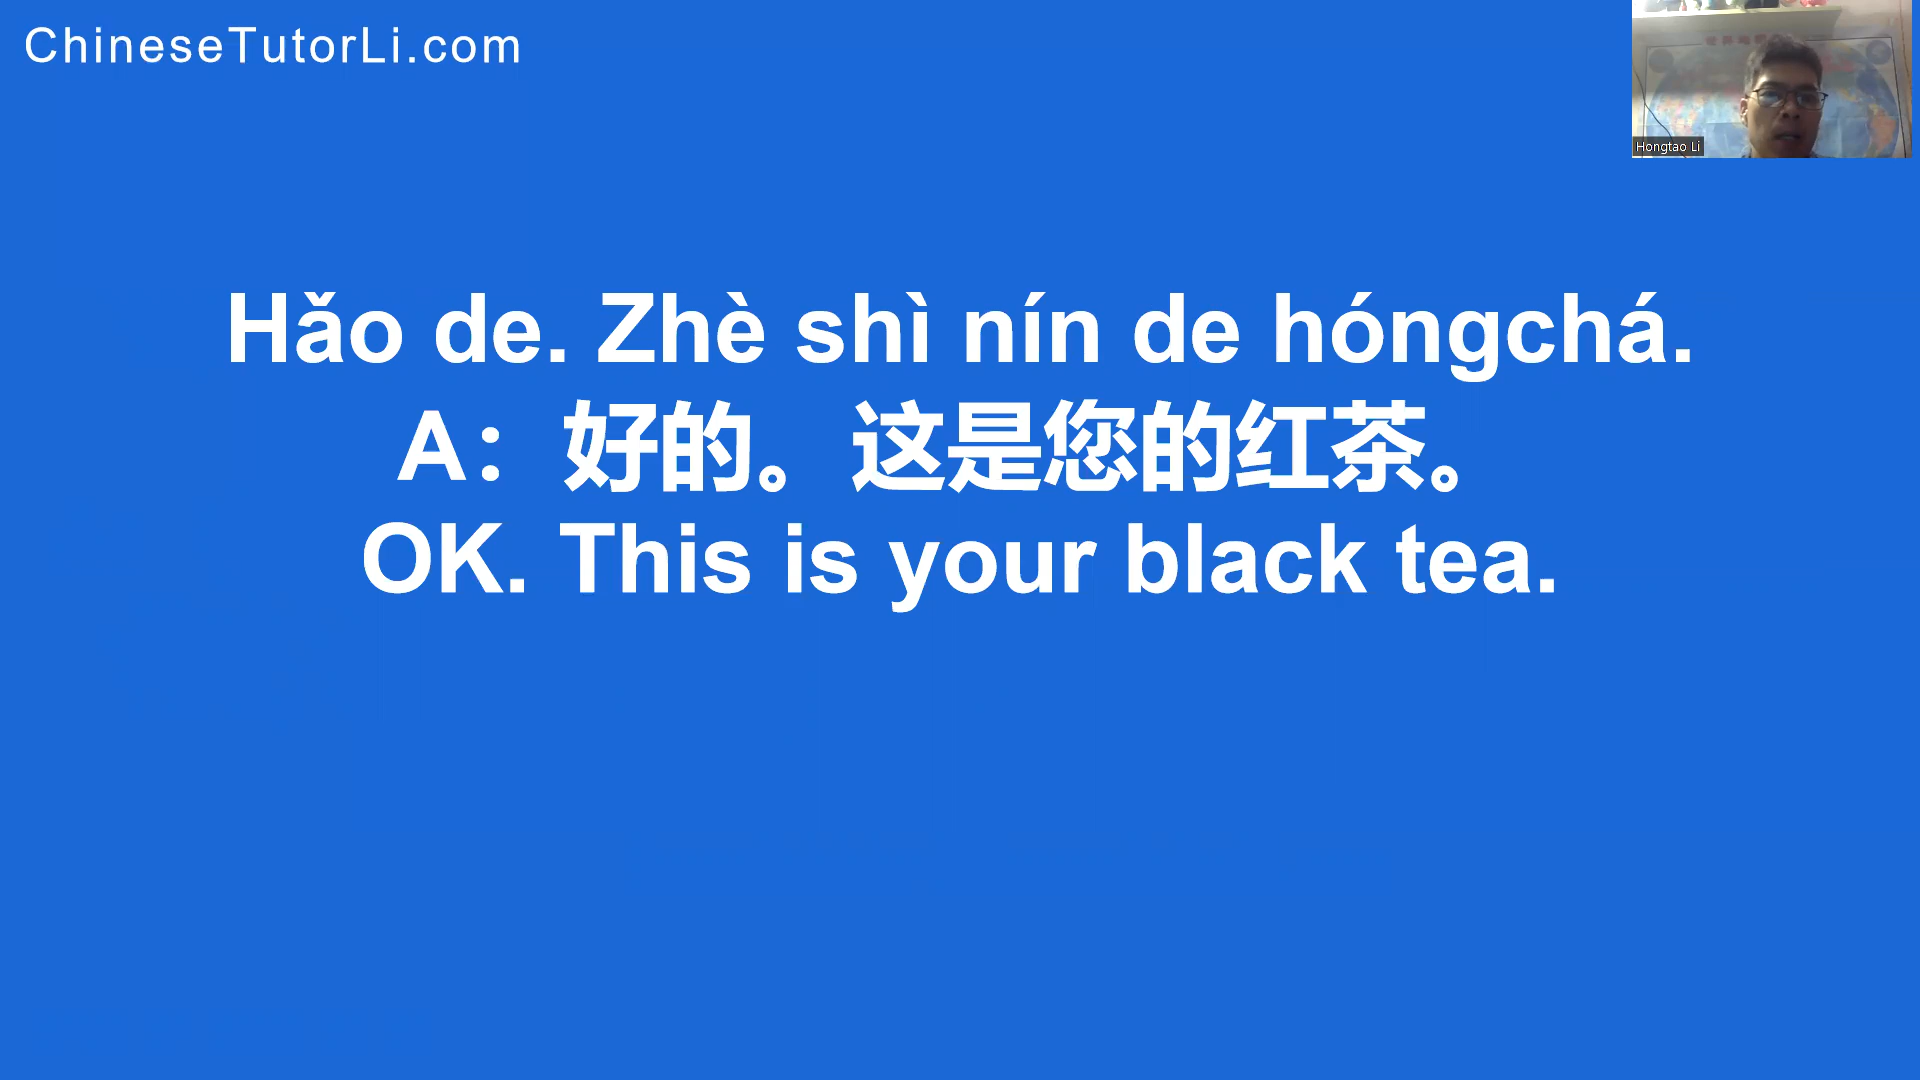 ChineseTutorLi.com
Hongtao Li
Hǎo de. Zhè shì nín de hóngchá.
A：好的。这是您的红茶。
OK. This is your black tea.